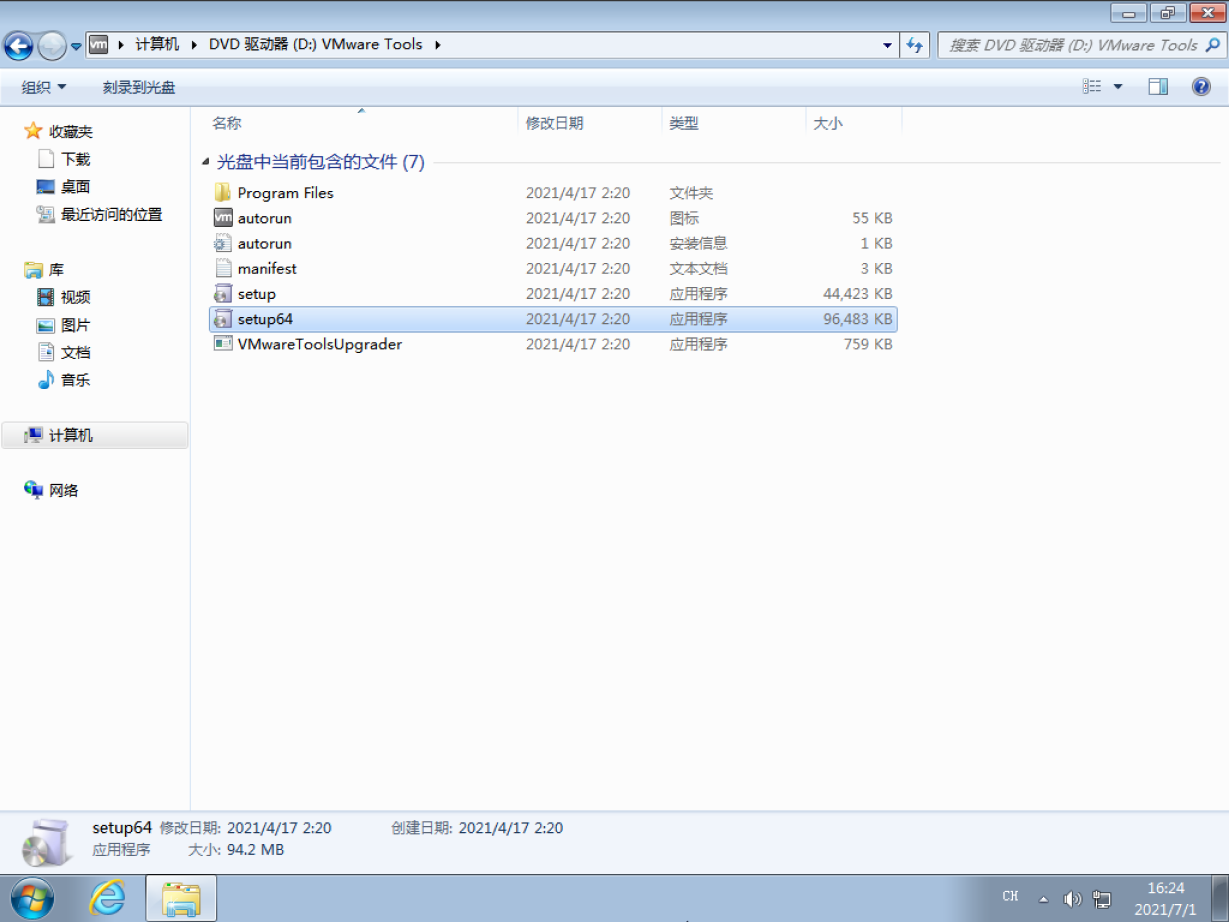 vm 计算机 DVD 驱动器 (D:) VMware Tools
搜索 DVD 驱动器 (D:) VMware Tools
组织 刻录到光盘
收藏夹
下载
桌面
最近访问的位置
库
视频
图片
文档
音乐
计算机
网络
名称 修改日期 类型 大小
光盘中当前包含的文件 (7)
Program Files 2021/4/17 2:20 文件夹
vm autorun 2021/4/17 2:20 图标 55 KB
autorun 2021/4/17 2:20 安装信息 1 KB
manifest 2021/4/17 2:20 文本文档 3 KB
setup 2021/4/17 2:20 应用程序 44,423 KB
setup64 2021/4/17 2:20 应用程序 96,483 KB
VMwareToolsUpgrader 2021/4/17 2:20 应用程序 759 KB
setup64 修改日期: 2021/4/17 2:20 创建日期: 2021/4/17 2:20
应用程序 大小: 94.2 MB
CH
16:24
2021/7/1